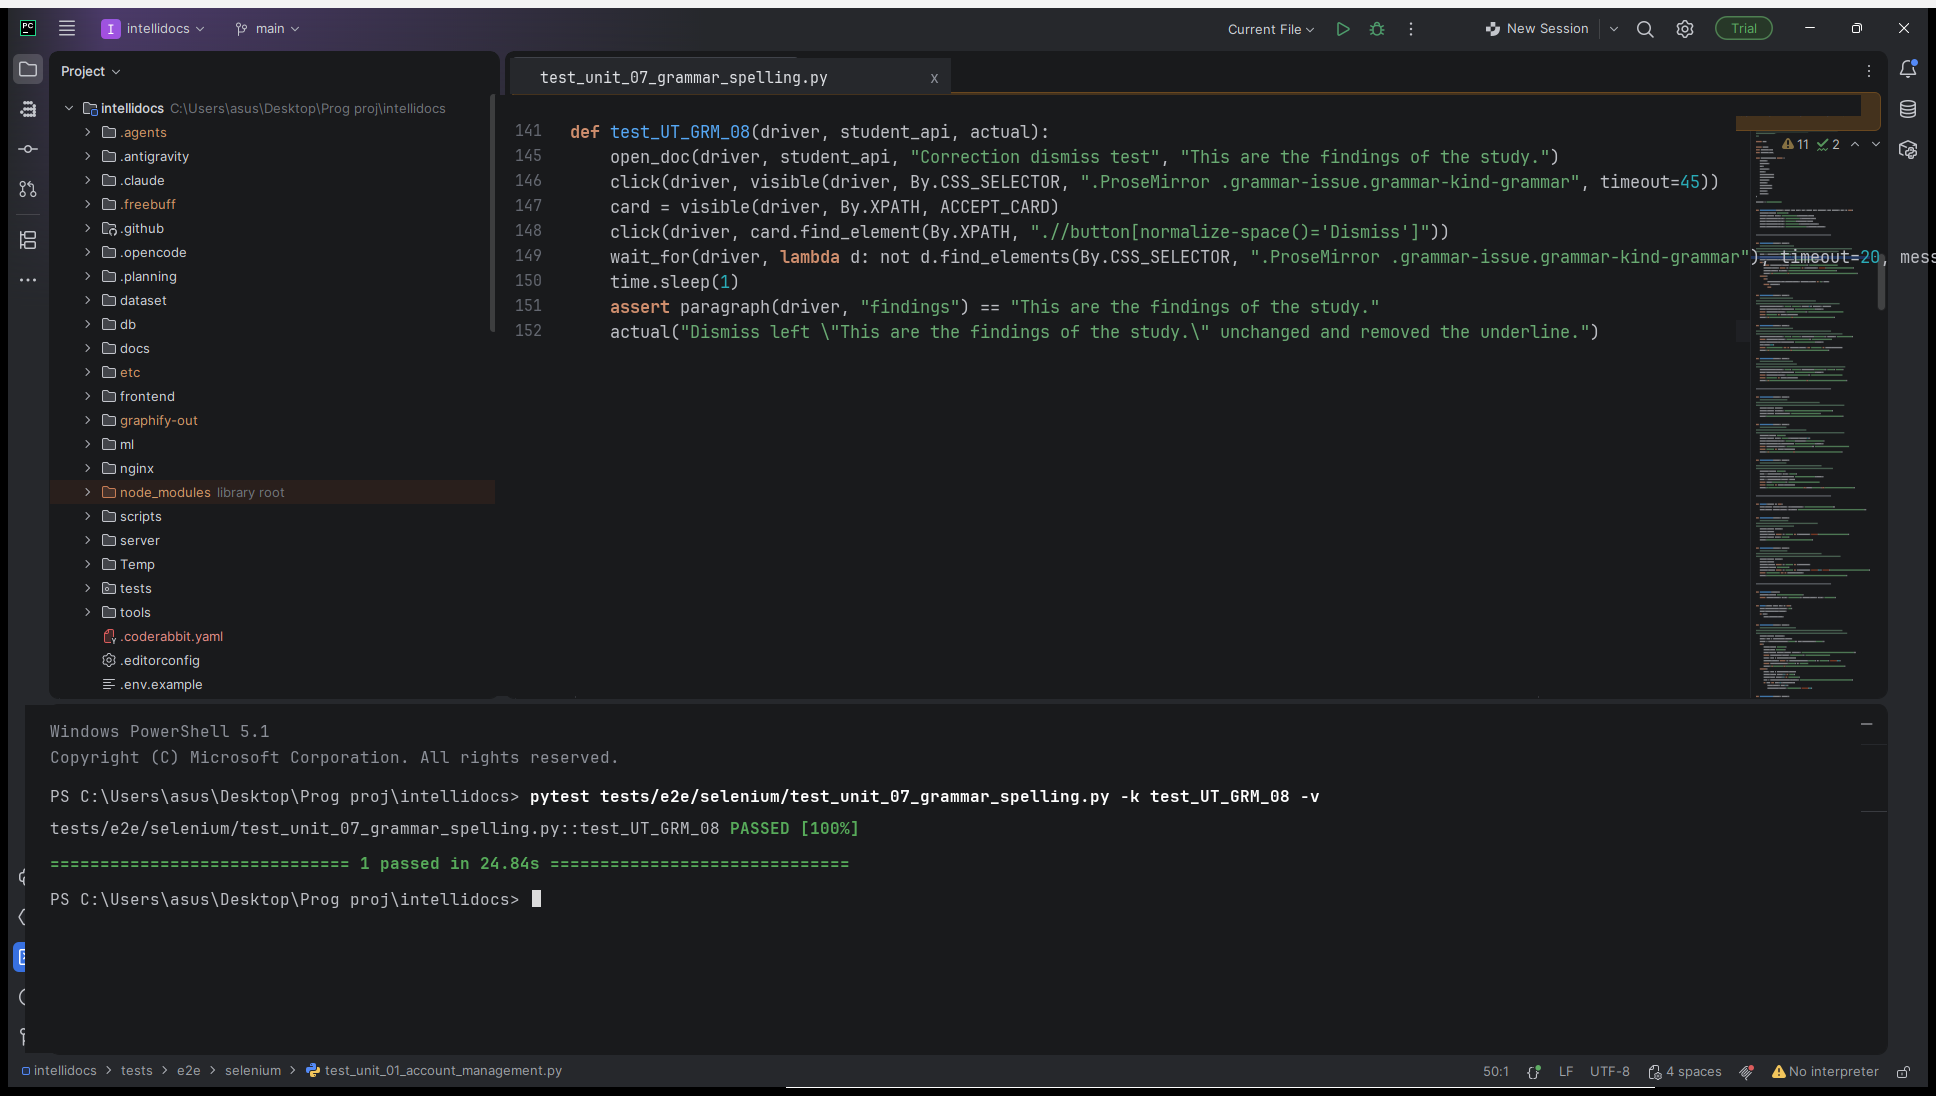 PC
I intellidocs
main
Current File
New Session
Trial
Project
intellidocs C:\Users\asus\Desktop\Prog proj\intellidocs
.agents
.antigravity
.claude
.freebuff
.github
.opencode
.planning
dataset
db
docs
etc
frontend
graphify-out
ml
nginx
node_modules library root
scripts
server
Temp
tests
tools
.coderabbit.yaml
.editorconfig
.env.example
test_unit_07_grammar_spelling.py x
11 2
141 def test_UT_GRM_08(driver, student_api, actual):
145 open_doc(driver, student_api, "Correction dismiss test", "This are the findings of the study.")
146 click(driver, visible(driver, By.CSS_SELECTOR, ".ProseMirror .grammar-issue.grammar-kind-grammar", timeout=45))
147 card = visible(driver, By.XPATH, ACCEPT_CARD)
148 click(driver, card.find_element(By.XPATH, ".//button[normalize-space()='Dismiss']"))
149 wait_for(driver, lambda d: not d.find_elements(By.CSS_SELECTOR, ".ProseMirror .grammar-issue.grammar-kind-grammar"), timeout=20, mess
150 time.sleep(1)
151 assert paragraph(driver, "findings") == "This are the findings of the study."
152 actual("Dismiss left \"This are the findings of the study.\" unchanged and removed the underline.")
Windows PowerShell 5.1
Copyright (C) Microsoft Corporation. All rights reserved.
PS C:\Users\asus\Desktop\Prog proj\intellidocs> pytest tests/e2e/selenium/test_unit_07_grammar_spelling.py -k test_UT_GRM_08 -v
tests/e2e/selenium/test_unit_07_grammar_spelling.py::test_UT_GRM_08 PASSED [100%]
============================== 1 passed in 24.84s ==============================
PS C:\Users\asus\Desktop\Prog proj\intellidocs>
intellidocs > tests > e2e > selenium > test_unit_01_account_management.py
50:1 LF UTF-8 4 spaces No interpreter